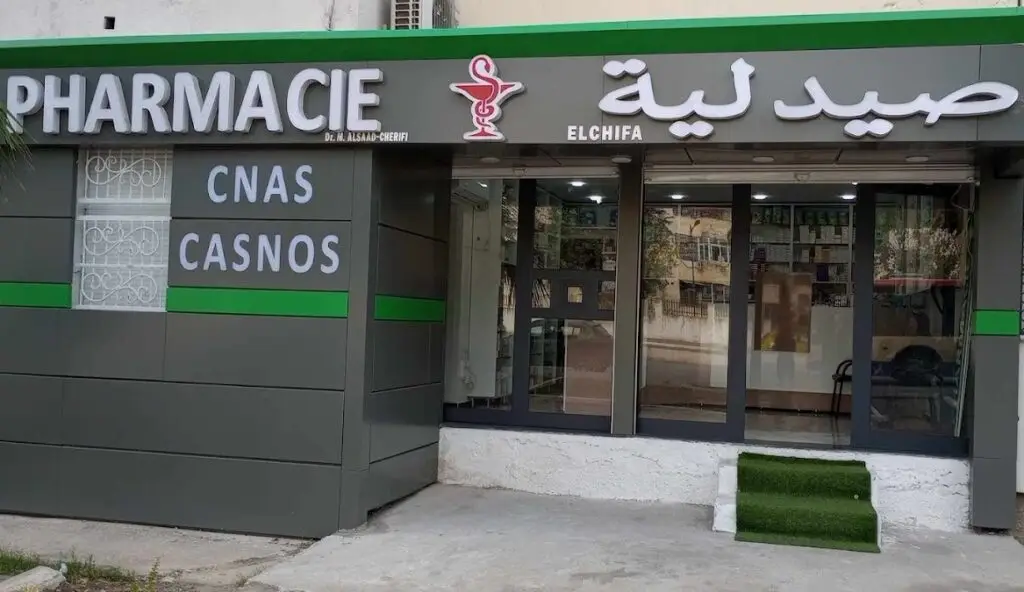 PHARMACIE
Dr. M. ALSAAD-CHERIFI
ELCHIFA
صيدلية
CNAS
CASNOS